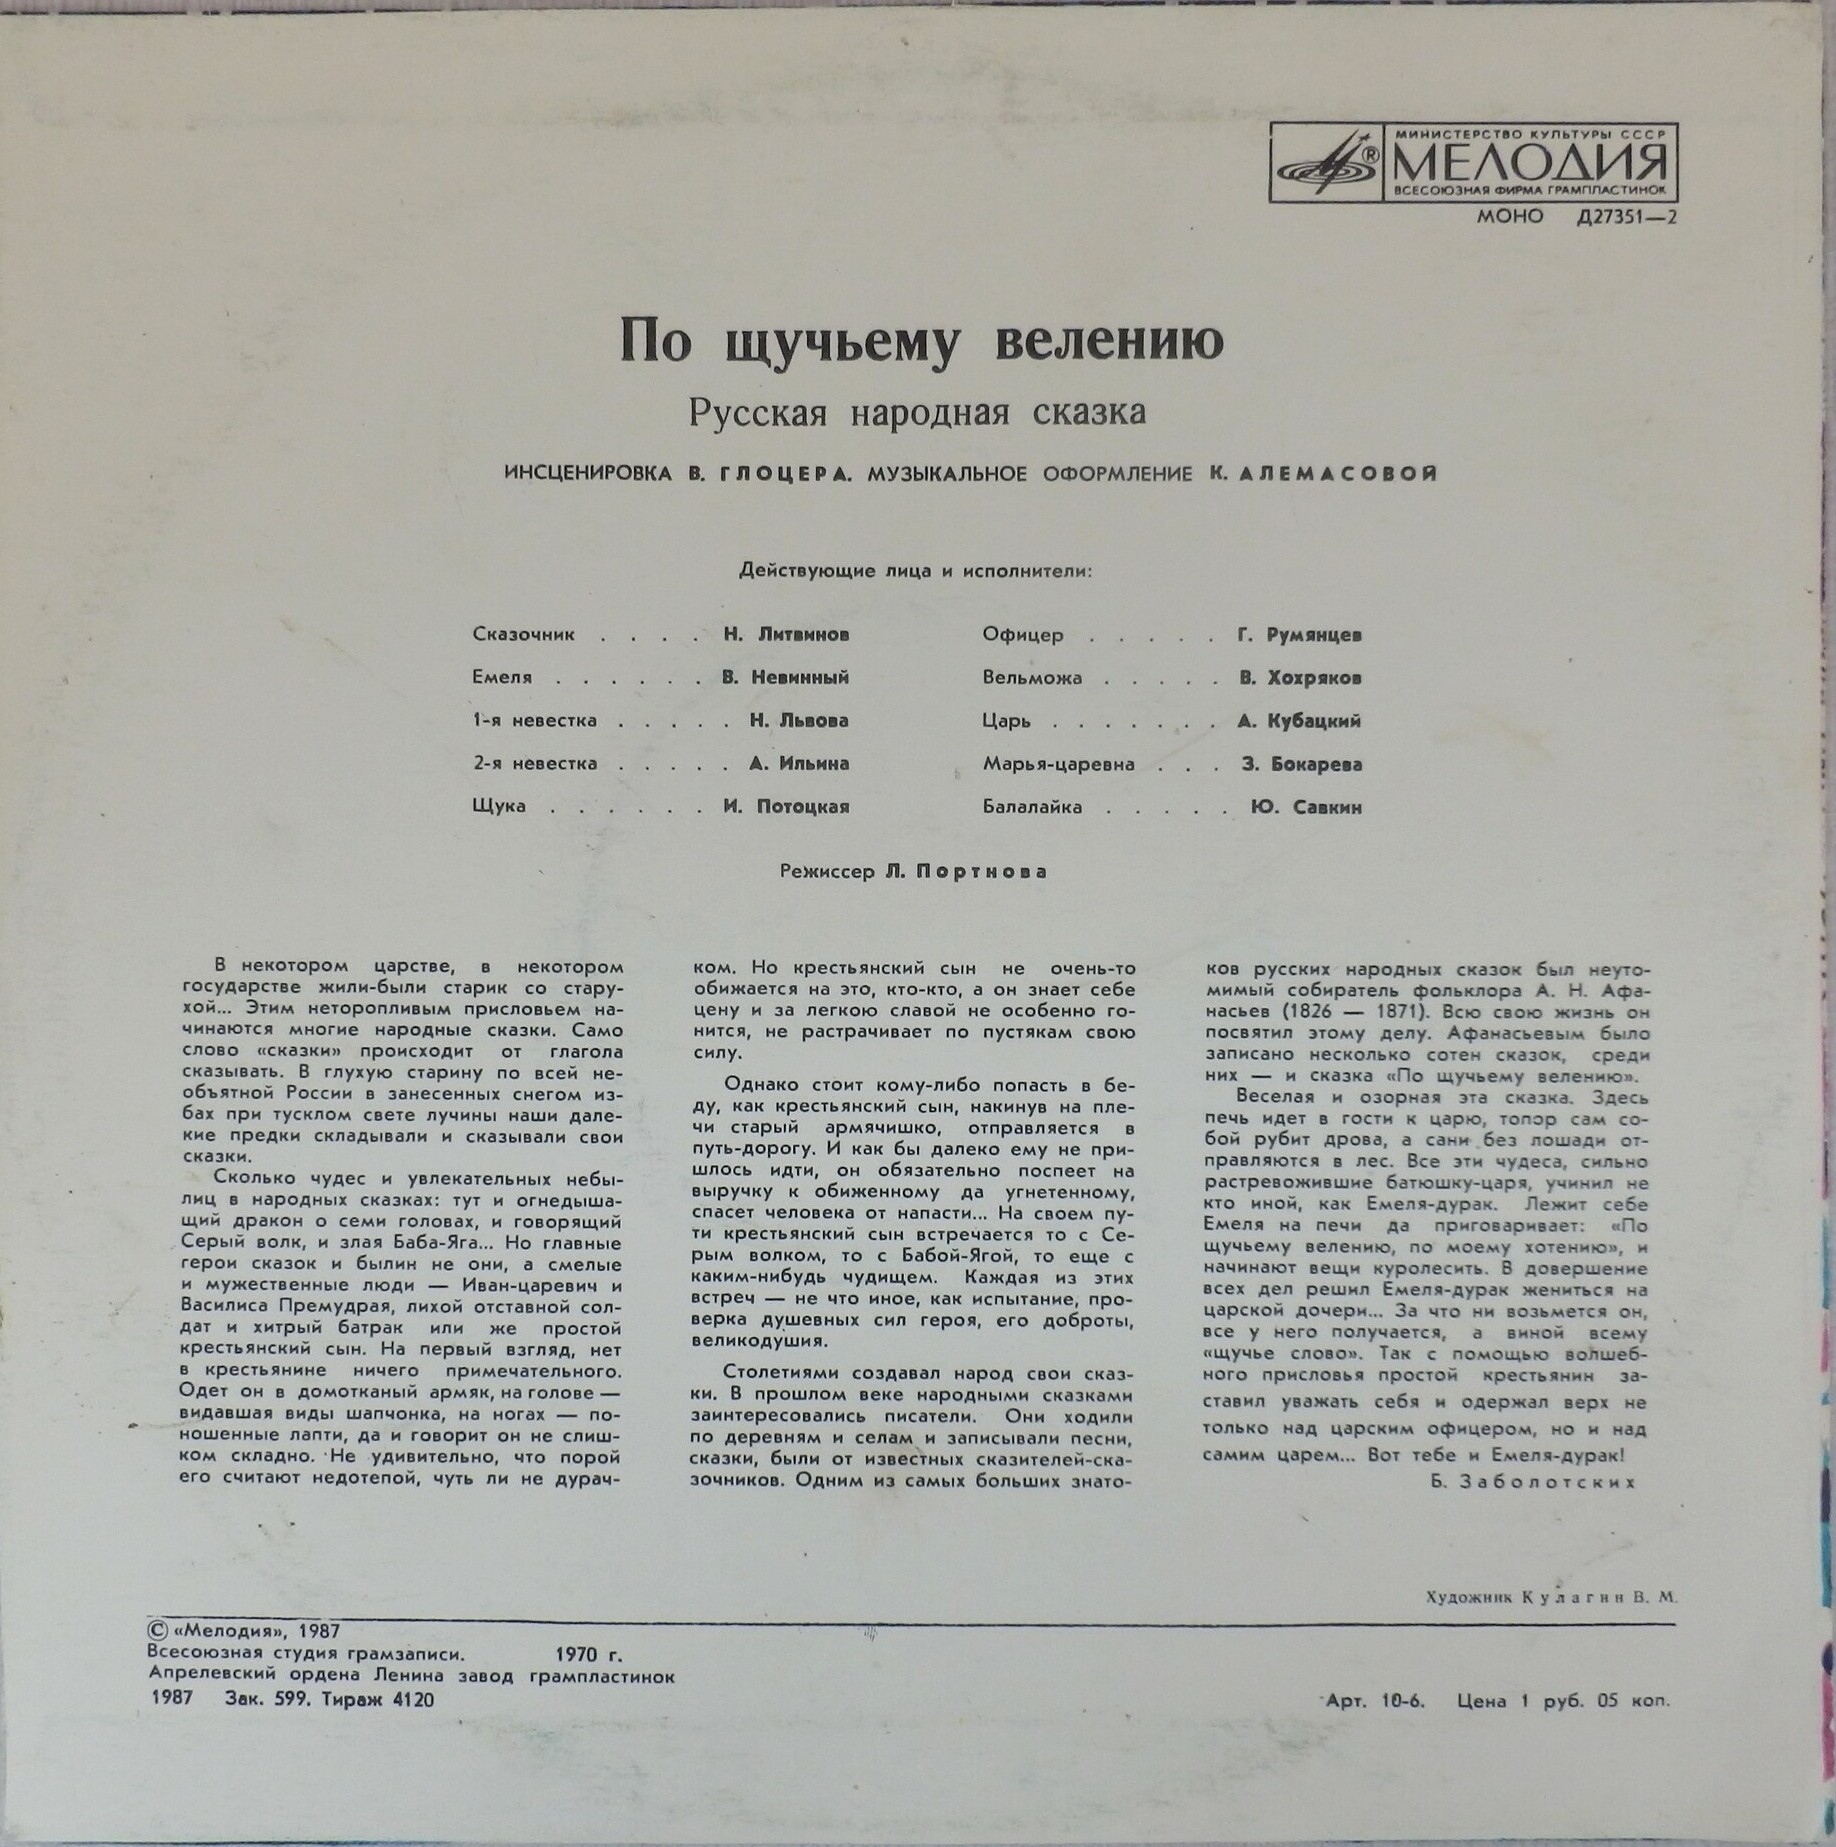 МИНИСТЕРСТВО КУЛЬТУРЫ СССР
МЕЛОДИЯ
ВСЕСОЮЗНАЯ ФИРМА ГРАМПЛАСТИНОК
МОНО Д27351—2
По щучьему велению
Русская народная сказка
ИНСЦЕНИРОВКА В. ГЛОЦЕРА. МУЗЫКАЛЬНОЕ ОФОРМЛЕНИЕ К. АЛЕМАСОВОЙ
Действующие лица и исполнители:
Сказочник . . . . Н. Литвинов
Емеля . . . . . . В. Невинный
1-я невестка . . . . . Н. Львова
2-я невестка . . . . . А. Ильина
Щука . . . . . . И. Потоцкая
Офицер . . . . . Г. Румянцев
Вельможа . . . . . В. Хохряков
Царь . . . . . . . А. Кубацкий
Марья-царевна . . . З. Бокарева
Балалайка . . . . . Ю. Савкин
Режиссер Л. Портнова
В некотором царстве, в некотором
государстве жили-были старик со стару-
хой... Этим неторопливым присловьем на-
чинаются многие народные сказки. Само
слово «сказки» происходит от глагола
сказывать. В глухую старину по всей не-
объятной России в занесенных снегом из-
бах при тусклом свете лучины наши дале-
кие предки складывали и сказывали свои
сказки.
Сколько чудес и увлекательных небы-
лиц в народных сказках: тут и огнедыша-
щий дракон о семи головах, и говорящий
Серый волк, и злая Баба-Яга... Но главные
герои сказок и былин не они, а смелые
и мужественные люди — Иван-царевич и
Василиса Премудрая, лихой отставной сол-
дат и хитрый батрак или же простой
крестьянский сын. На первый взгляд, нет
в крестьянине ничего примечательного.
Одет он в домотканый армяк, на голове —
видавшая виды шапчонка, на ногах — по-
ношенные лапти, да и говорит он не слиш-
ком складно. Не удивительно, что порой
его считают недотепой, чуть ли не дурач-
ком. Но крестьянский сын не очень-то
обижается на это, кто-кто, а он знает себе
цену и за легкою славой не особенно го-
нится, не растрачивает по пустякам свою
силу.
Однако стоит кому-либо попасть в бе-
ду, как крестьянский сын, накинув на пле-
чи старый армячишко, отправляется в
путь-дорогу. И как бы далеко ему не при-
шлось идти, он обязательно поспеет на
выручку к обиженному да угнетенному,
спасет человека от напасти... На своем пу-
ти крестьянский сын встречается то с Се-
рым волком, то с Бабой-Ягой, то еще с
каким-нибудь чудищем. Каждая из этих
встреч — не что иное, как испытание, про-
верка душевных сил героя, его доброты,
великодушия.
Столетиями создавал народ свои сказ-
ки. В прошлом веке народными сказками
заинтересовались писатели. Они ходили
по деревням и селам и записывали песни,
сказки, были от известных сказителей-ска-
зочников. Одним из самых больших знато-
ков русских народных сказок был неуто-
мимый собиратель фольклора А. Н. Афа-
насьев (1826 — 1871). Всю свою жизнь он
посвятил этому делу. Афанасьевым было
записано несколько сотен сказок, среди
них — и сказка «По щучьему велению».
Веселая и озорная эта сказка. Здесь
печь идет в гости к царю, топор сам со-
бой рубит дрова, а сани без лошади от-
правляются в лес. Все эти чудеса, сильно
растревожившие батюшку-царя, учинил не
кто иной, как Емеля-дурак. Лежит себе
Емеля на печи да приговаривает: «По
щучьему велению, по моему хотению», и
начинают вещи куролесить. В довершение
всех дел решил Емеля-дурак жениться на
царской дочери... За что ни возьмется он,
все у него получается, а виной всему
«щучье слово». Так с помощью волшеб-
ного присловья простой крестьянин за-
ставил уважать себя и одержал верх не
только над царским офицером, но и над
самим царем... Вот тебе и Емеля-дурак!
Б. Заболотских
Художник Кулагин В. М.
© «Мелодия», 1987
Всесоюзная студия грамзаписи. 1970 г.
Апрелевский ордена Ленина завод грампластинок
1987 Зак. 599. Тираж 4120
Арт. 10-6. Цена 1 руб. 05 коп.